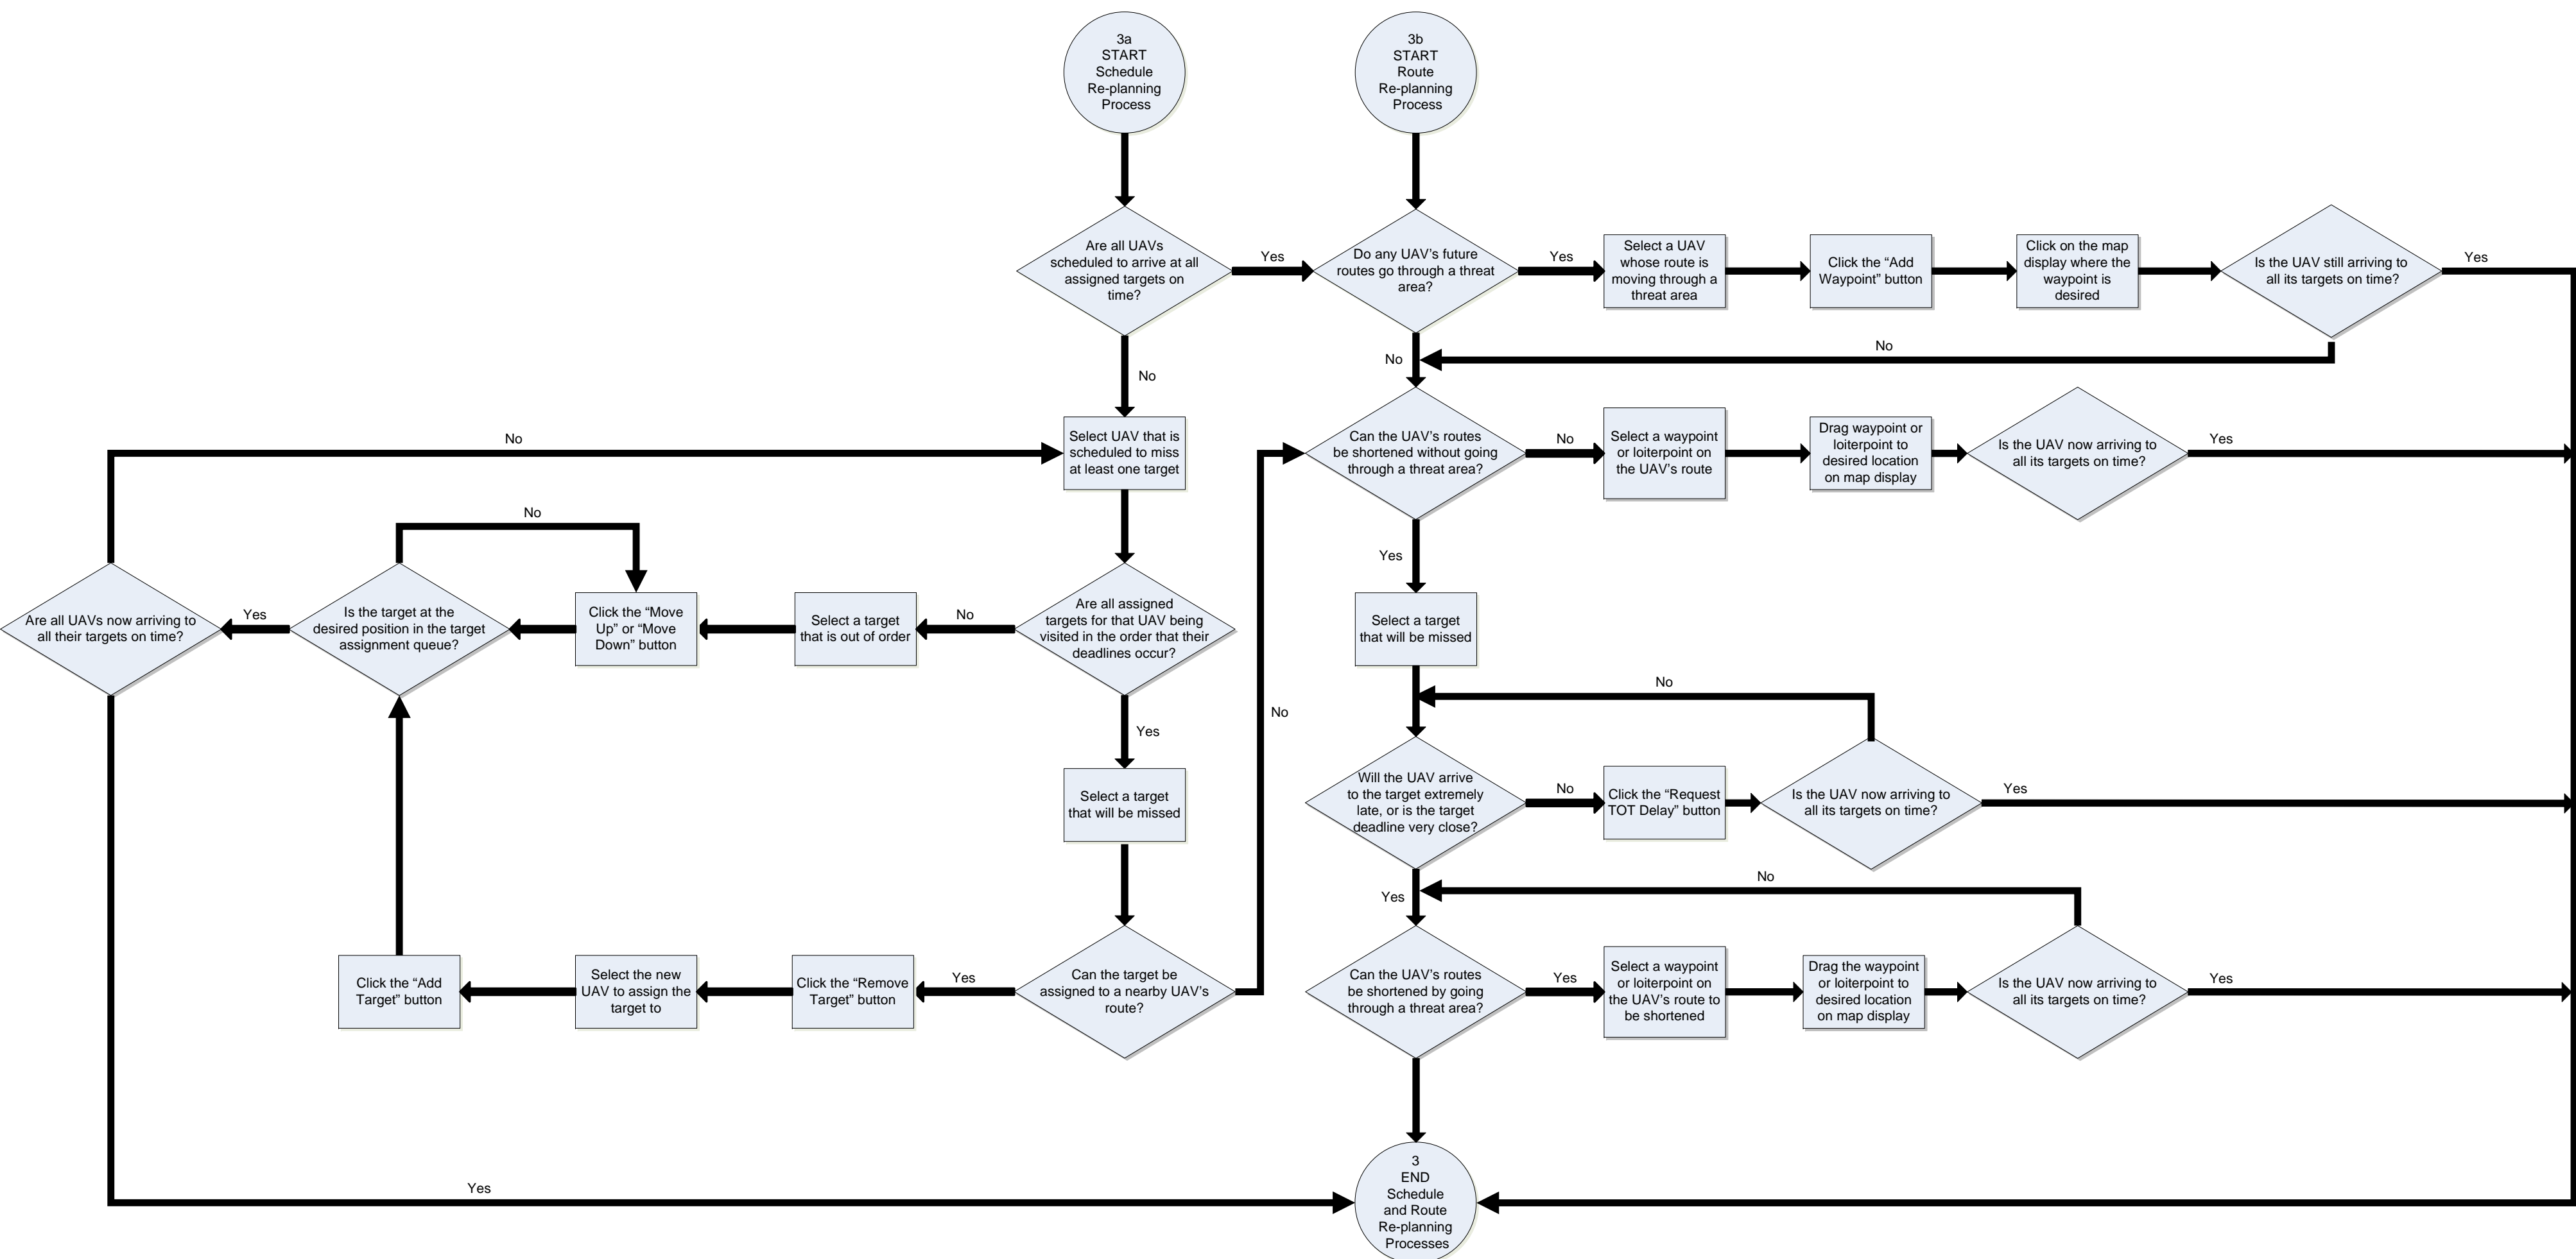 3a
START
Schedule
Re-planning
Process
3b
START
Route
Re-planning
Process
Are all UAVs
scheduled to arrive at all
assigned targets on
time?
Yes
Do any UAV’s future
routes go through a threat
area?
Yes
Select a UAV
whose route is
moving through a
threat area
Click the “Add
Waypoint” button
Click on the map
display where the
waypoint is
desired
Is the UAV still arriving to
all its targets on time?
Yes
No
No
No
No
Select UAV that is
scheduled to miss
at least one target
Can the UAV’s routes
be shortened without going
through a threat area?
No
Select a waypoint
or loiterpoint on
the UAV’s route
Drag waypoint or
loiterpoint to
desired location
on map display
Is the UAV now arriving to
all its targets on time?
Yes
No
Yes
Are all UAVs now arriving to
all their targets on time?
Yes
Is the target at the
desired position in the target
assignment queue?
Click the “Move
Up” or “Move
Down” button
Select a target
that is out of order
No
Are all assigned
targets for that UAV being
visited in the order that their
deadlines occur?
Select a target
that will be missed
No
No
Yes
Select a target
that will be missed
Will the UAV arrive
to the target extremely
late, or is the target
deadline very close?
No
Click the “Request
TOT Delay” button
Is the UAV now arriving to
all its targets on time?
Yes
No
Yes
Click the “Add
Target” button
Select the new
UAV to assign the
target to
Click the “Remove
Target” button
Yes
Can the target be
assigned to a nearby UAV’s
route?
Can the UAV’s routes
be shortened by going
through a threat area?
Yes
Select a waypoint
or loiterpoint on
the UAV’s route to
be shortened
Drag the waypoint
or loiterpoint to
desired location
on map display
Is the UAV now arriving to
all its targets on time?
Yes
Yes
3
END
Schedule
and Route
Re-planning
Processes